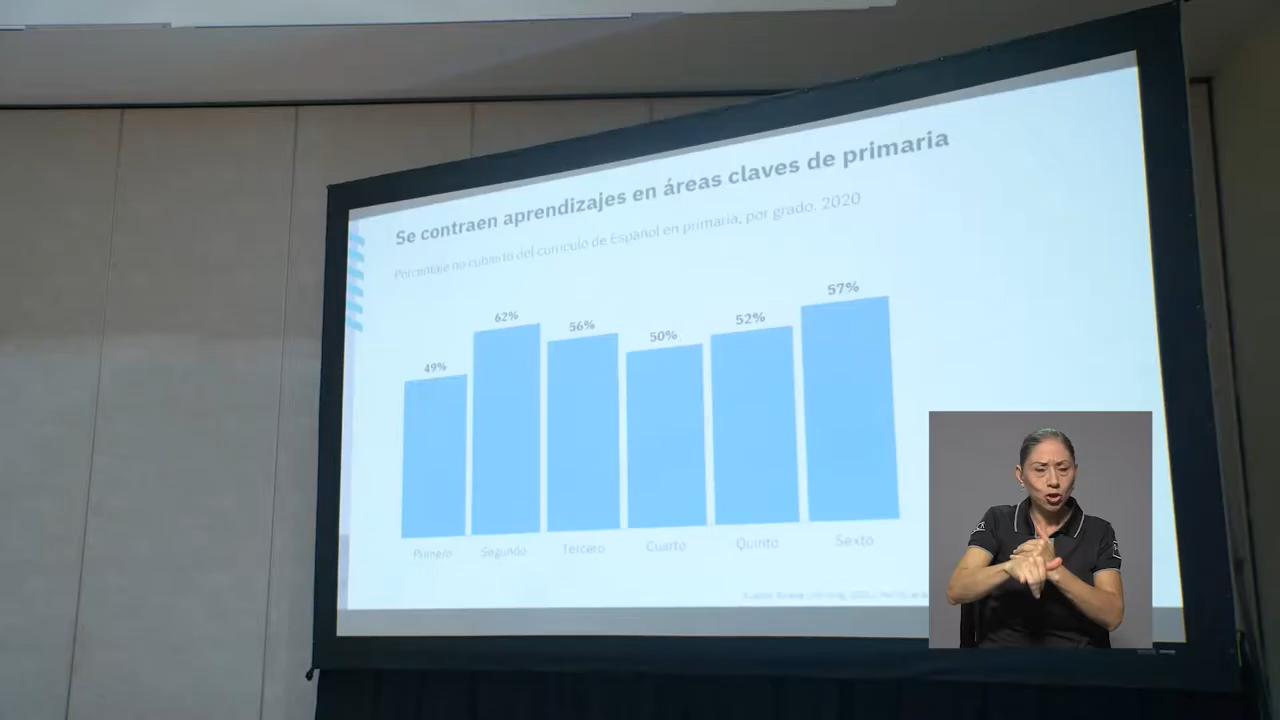 Se contraen aprendizajes en áreas claves de primaria
Porcentaje no cubierto del currículo de Español en primaria, por grado. 2020
49%
62%
56%
50%
52%
57%
Primero
Segundo
Tercero
Cuarto
Quinto
Sexto